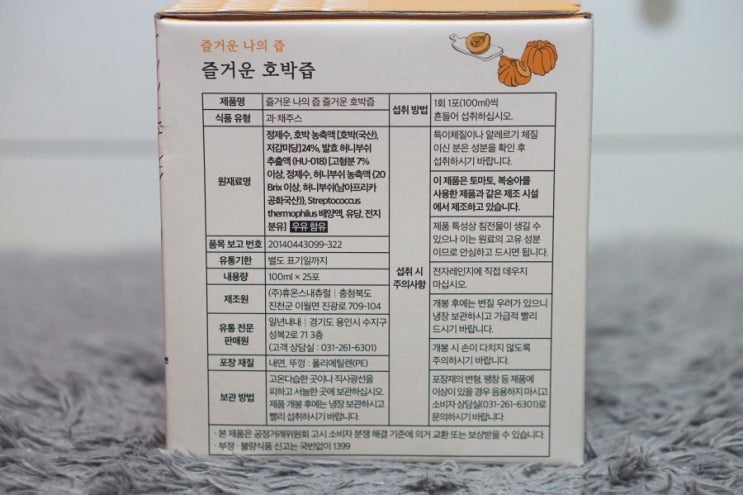 즐거운 나의 즙
즐거운 호박즙
제품명 즐거운 나의 즙 즐거운 호박즙
식품 유형 과·채주스
원재료명 정제수, 호박 농축액 [호박(국산),
저감미당]24%, 발효 허니부쉬
추출액 (HU-018) [고형분 7%
이상, 정제수, 허니부쉬 농축액 {20
Brix 이상, 허니부쉬(남아프리카
공화국산)}, Streptococcus
thermophilus 배양액, 유당, 전지
분유] 우유 함유
품목 보고 번호 20140443099-322
유통기한 별도 표기일까지
내용량 100ml × 25포
제조원 (주)휴온스내츄럴 | 충청북도
진천군 이월면 진광로 709-104
유통 전문
판매원
일년내내 | 경기도 용인시 수지구
성복2로 71 3층
(고객 상담실 : 031-261-6301)
포장 재질 내면, 뚜껑 : 폴리에틸렌(PE)
보관 방법 고온다습한 곳이나 직사광선을
피하고 서늘한 곳에 보관하십시오.
제품 개봉 후에는 냉장 보관하시고
빨리 섭취하시기 바랍니다.
섭취 방법 1회 1포(100ml)씩
흔들어 섭취하십시오.
섭취 시
주의사항
특이체질이나 알레르기 체질
이신 분은 성분을 확인 후
섭취하시기 바랍니다.
이 제품은 토마토, 복숭아를
사용한 제품과 같은 제조 시설
에서 제조하고 있습니다.
제품 특성상 침전물이 생길 수
있으나 이는 원료의 고유 성분
이므로 안심하고 드시면 됩니다.
전자레인지에 직접 데우지
마십시오.
개봉 후에는 변질 우려가 있으니
냉장 보관하시고 가급적 빨리
드시기 바랍니다.
개봉 시 손이 다치지 않도록
주의하시기 바랍니다.
포장재의 변형, 팽창 등 제품에
이상이 있을 경우 음용하지 마시고
소비자 상담실(031-261-6301)로
문의하시기 바랍니다.
· 본 제품은 공정거래위원회 고시 소비자 분쟁 해결 기준에 의거 교환 또는 보상받을 수 있습니다.
· 부정 · 불량식품 신고는 국번없이 1399